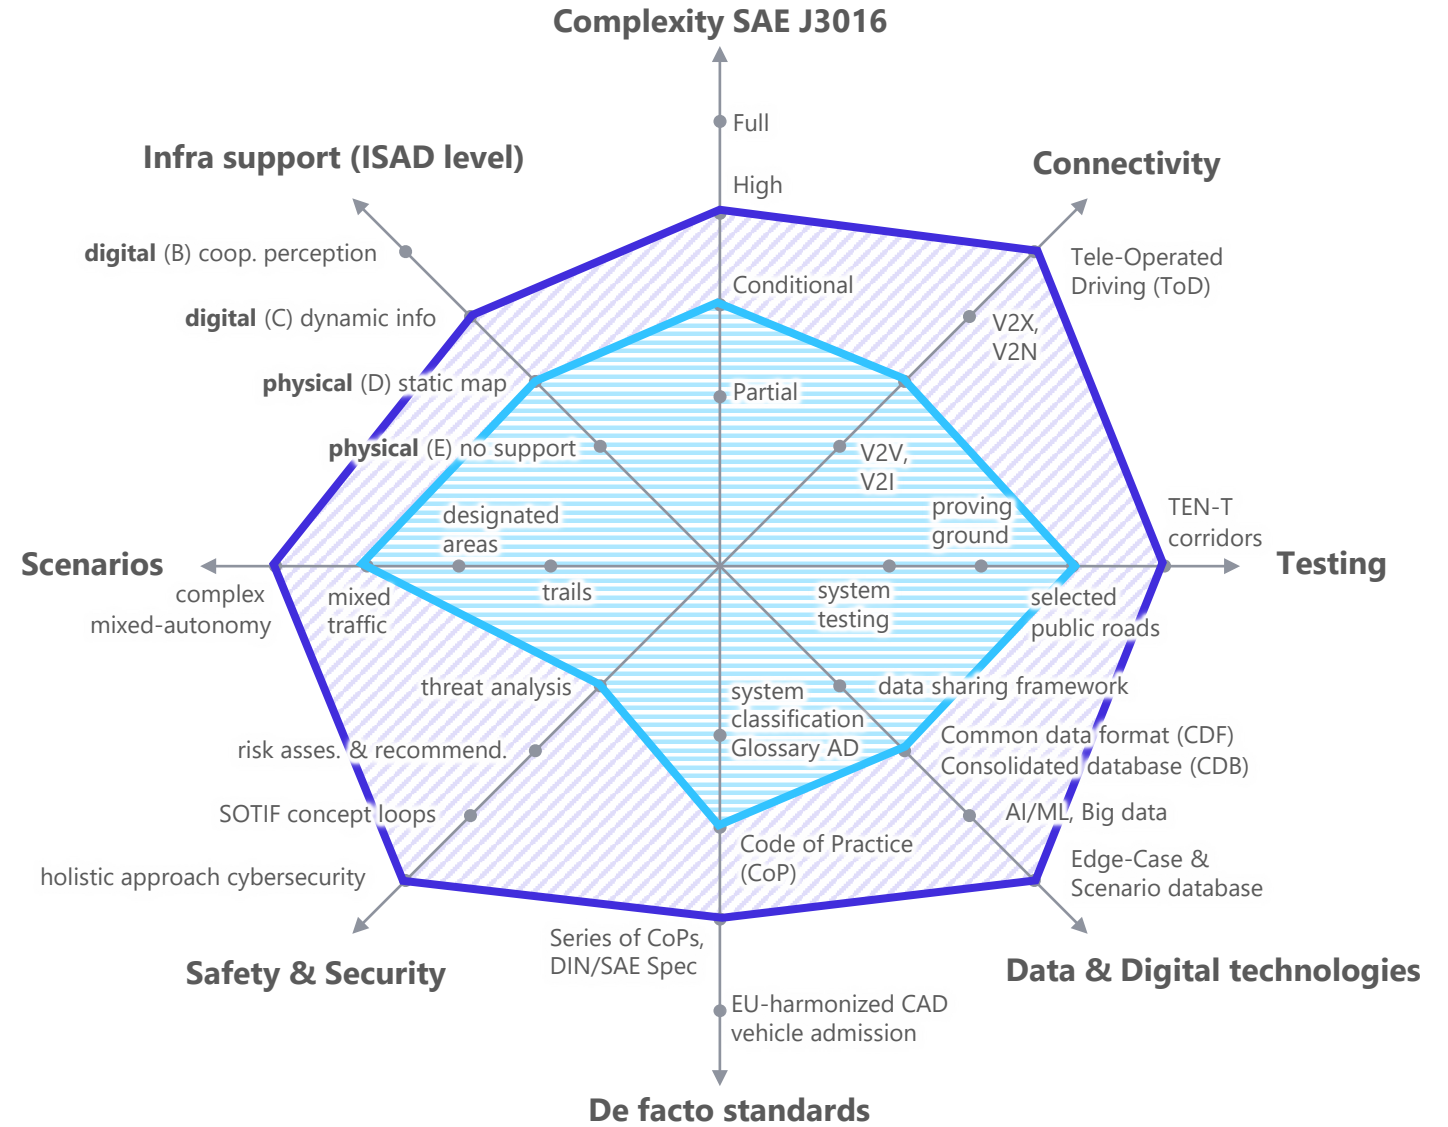 Complexity SAE J3016
Full
High
Conditional
Partial
Infra support (ISAD level)
digital (B) coop. perception
digital (C) dynamic info
physical (D) static map
physical (E) no support
Connectivity
Tele-Operated
Driving (ToD)
V2X,
V2N
V2V,
V2I
Scenarios
designated
areas
trails
mixed
traffic
complex
mixed-autonomy
Testing
proving
ground
TEN-T
corridors
system
testing
selected
public roads
threat analysis
risk asses. & recommend.
SOTIF concept loops
holistic approach cybersecurity
Safety & Security
system
classification
Glossary AD
Code of Practice
(CoP)
Series of CoPs,
DIN/SAE Spec
EU-harmonized CAD
vehicle admission
De facto standards
data sharing framework
Common data format (CDF)
Consolidated database (CDB)
AI/ML, Big data
Edge-Case &
Scenario database
Data & Digital technologies